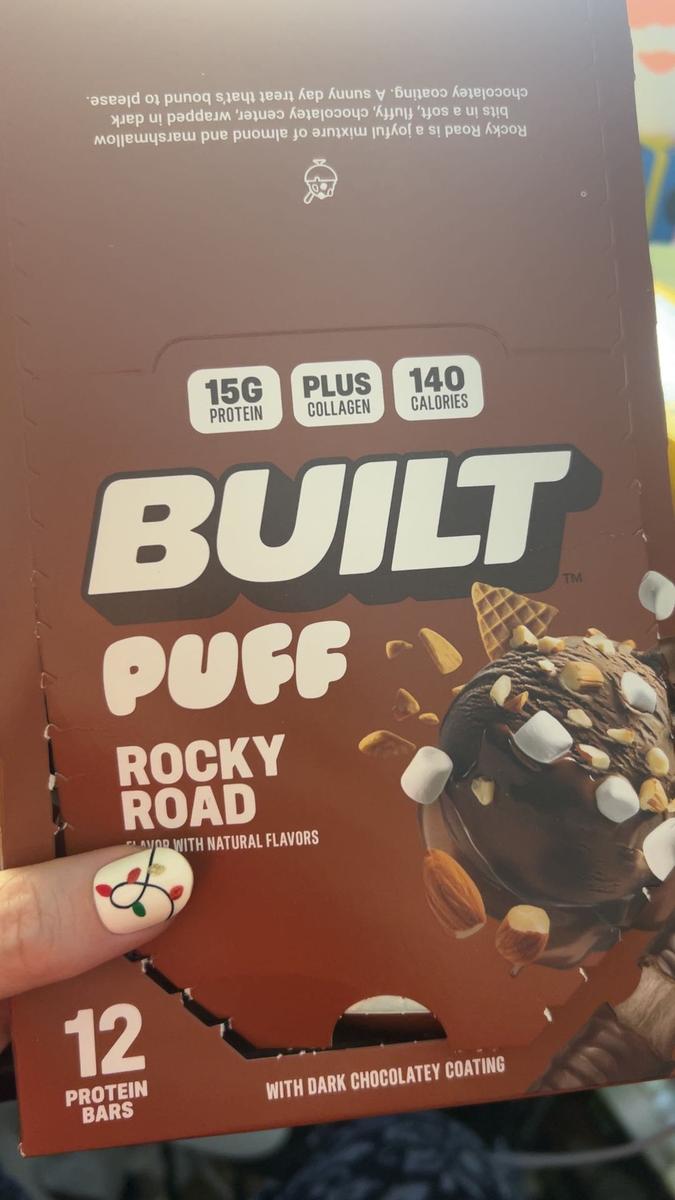 Rocky Road is a joyful mixture of almond and marshmallow
bits in a soft, fluffy, chocolatey center, wrapped in dark
chocolatey coating. A sunny day treat that's bound to please.
15G PLUS 140
PROTEIN COLLAGEN CALORIES
BUILT™
PUFF
ROCKY
ROAD
FLAVOR WITH NATURAL FLAVORS
12
PROTEIN
BARS
WITH DARK CHOCOLATEY COATING